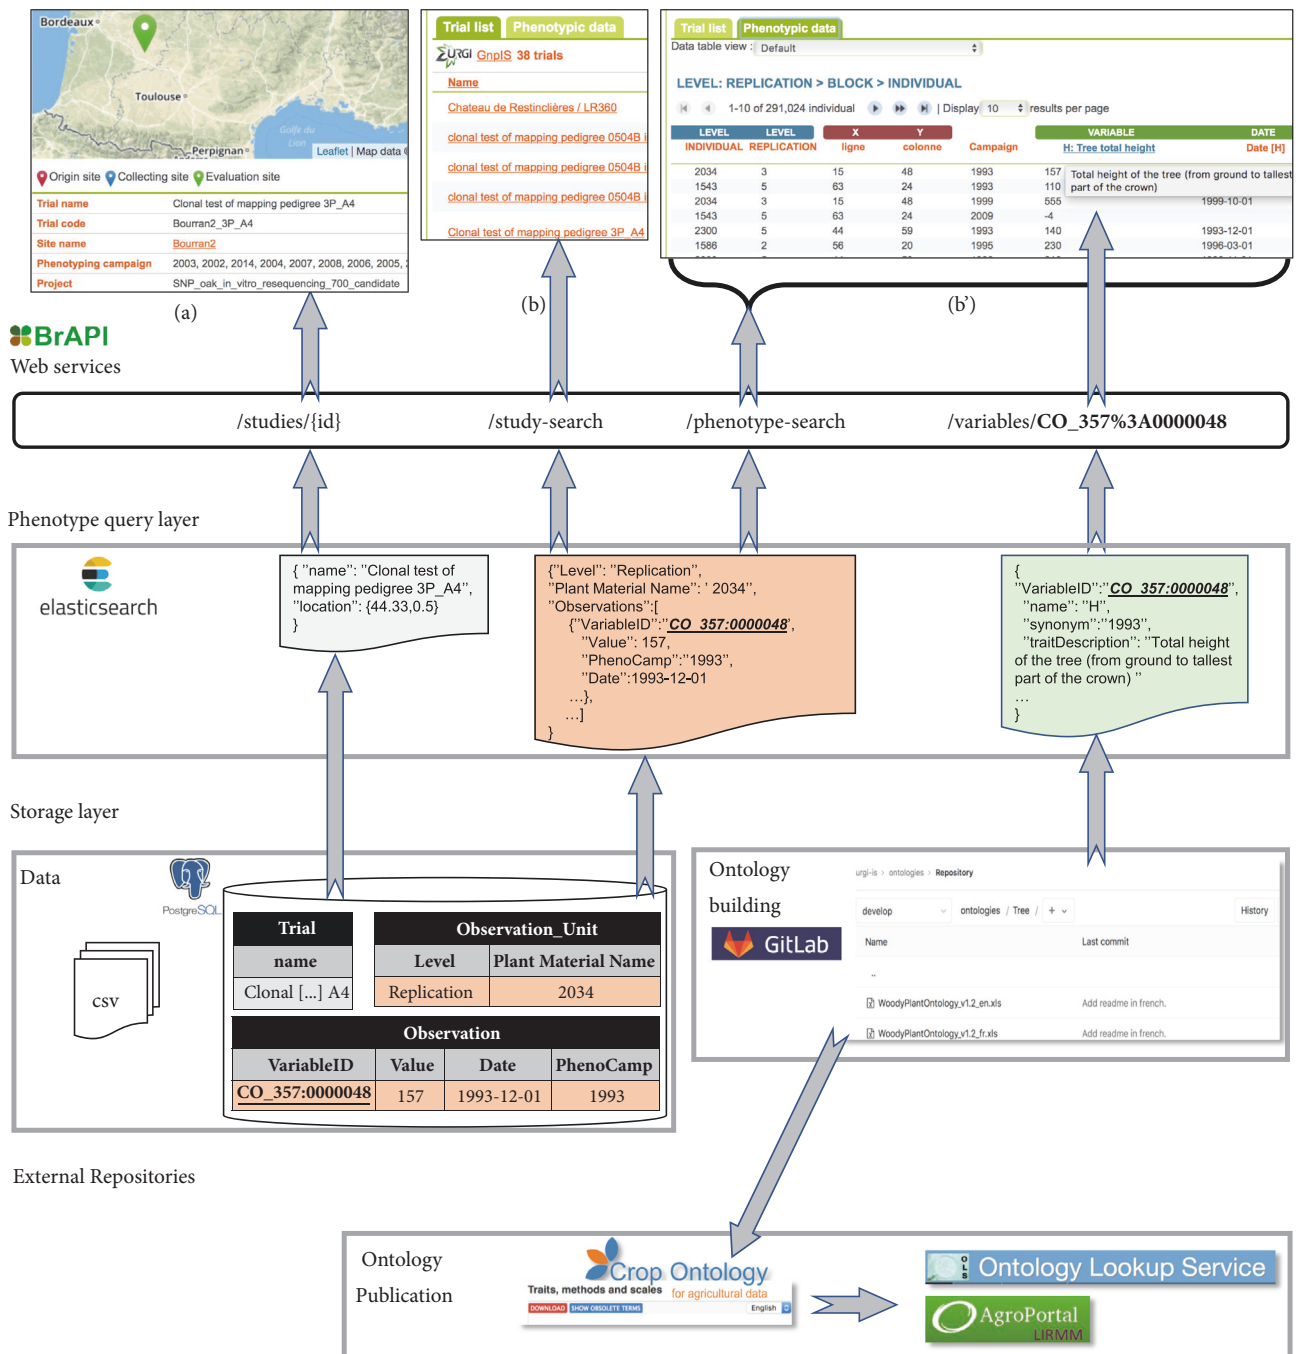 Bordeaux
Toulouse
Golfe du
Lion
Perpignan
Leaflet | Map data
Origin site Collecting site Evaluation site
Trial name Clonal test of mapping pedigree 3P_A4
Trial code Bourran2_3P_A4
Site name Bourran2
Phenotyping campaign 2003, 2002, 2014, 2004, 2007, 2008, 2006, 2005,
Project SNP_oak_in_vitro_resequencing_700_candidate
(a)
Trial list Phenotypic data
URGI GnpIS 38 trials
Name
Chateau de Restinclières / LR360
clonal test of mapping pedigree 0504B i
clonal test of mapping pedigree 0504B i
clonal test of mapping pedigree 0504B i
Clonal test of mapping pedigree 3P_A4
(b)
Trial list Phenotypic data
Data table view : Default
LEVEL: REPLICATION > BLOCK > INDIVIDUAL
1-10 of 291,024 individual | Display 10 results per page
LEVEL LEVEL X Y VARIABLE DATE
INDIVIDUAL REPLICATION ligne colonne Campaign H: Tree total height Date [H]
2034 3 15 48 1993 157
1543 5 63 24 1993 110
2034 3 15 48 1999 555 1999-10-01
1543 5 63 24 2009 -4
2300 5 44 59 1993 140 1993-12-01
1586 2 56 20 1995 230 1996-03-01
Total height of the tree (from ground to tallest
part of the crown)
(b')
BrAPI
Web services
/studies/{id} /study-search /phenotype-search /variables/CO_357%3A0000048
Phenotype query layer
elasticsearch
{ "name": "Clonal test of
mapping pedigree 3P_A4",
"location": {44.33,0.5}
}
{"Level": "Replication",
"Plant Material Name": ' 2034",
"Observations":[
{"VariableID":"CO_357:0000048',
"Value": 157,
"PhenoCamp":"1993",
"Date":1993-12-01
...},
...]
}
{
"VariableID":"CO_357:0000048",
"name": "H",
"synonym":"1993",
"traitDescription": "Total height
of the tree (from ground to tallest
part of the crown) "
...
}
Storage layer
Data
PostgreSQL
csv
Trial
name
Clonal [...] A4
Observation_Unit
Level Plant Material Name
Replication 2034
Observation
VariableID Value Date PhenoCamp
CO_357:0000048 157 1993-12-01 1993
Ontology
building
GitLab
urgi-is > ontologies > Repository
develop ontologies / Tree / + History
Name Last commit
..
WoodyPlantOntology_v1.2_en.xls Add readme in french.
WoodyPlantOntology_v1.2_fr.xls Add readme in french.
External Repositories
Ontology
Publication
Crop Ontology
for agricultural data
Traits, methods and scales
DOWNLOAD SHOW OBSOLETE TERMS English
OLS Ontology Lookup Service
AgroPortal
LIRMM